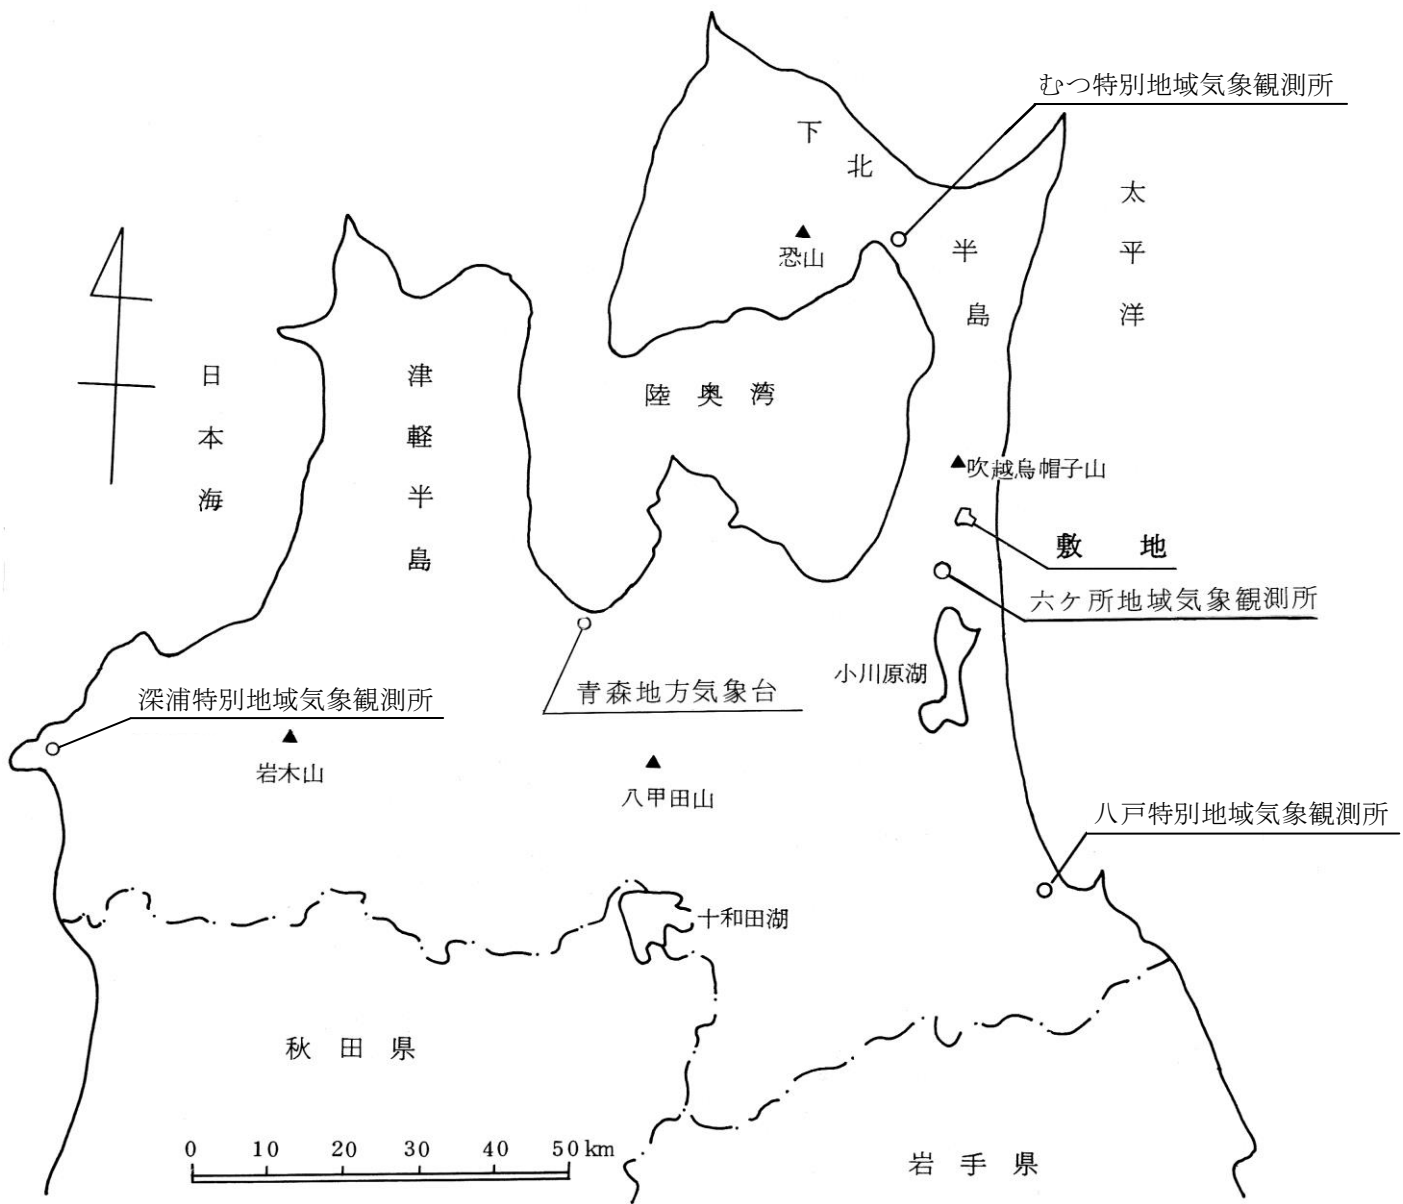 むつ特別地域気象観測所
下北半島
太平洋
恐山
日本海
津軽半島
陸奥湾
吹越烏帽子山
敷地
六ケ所地域気象観測所
小川原湖
深浦特別地域気象観測所
青森地方気象台
岩木山
八甲田山
八戸特別地域気象観測所
十和田湖
秋田県
0 10 20 30 40 50 km
岩手県